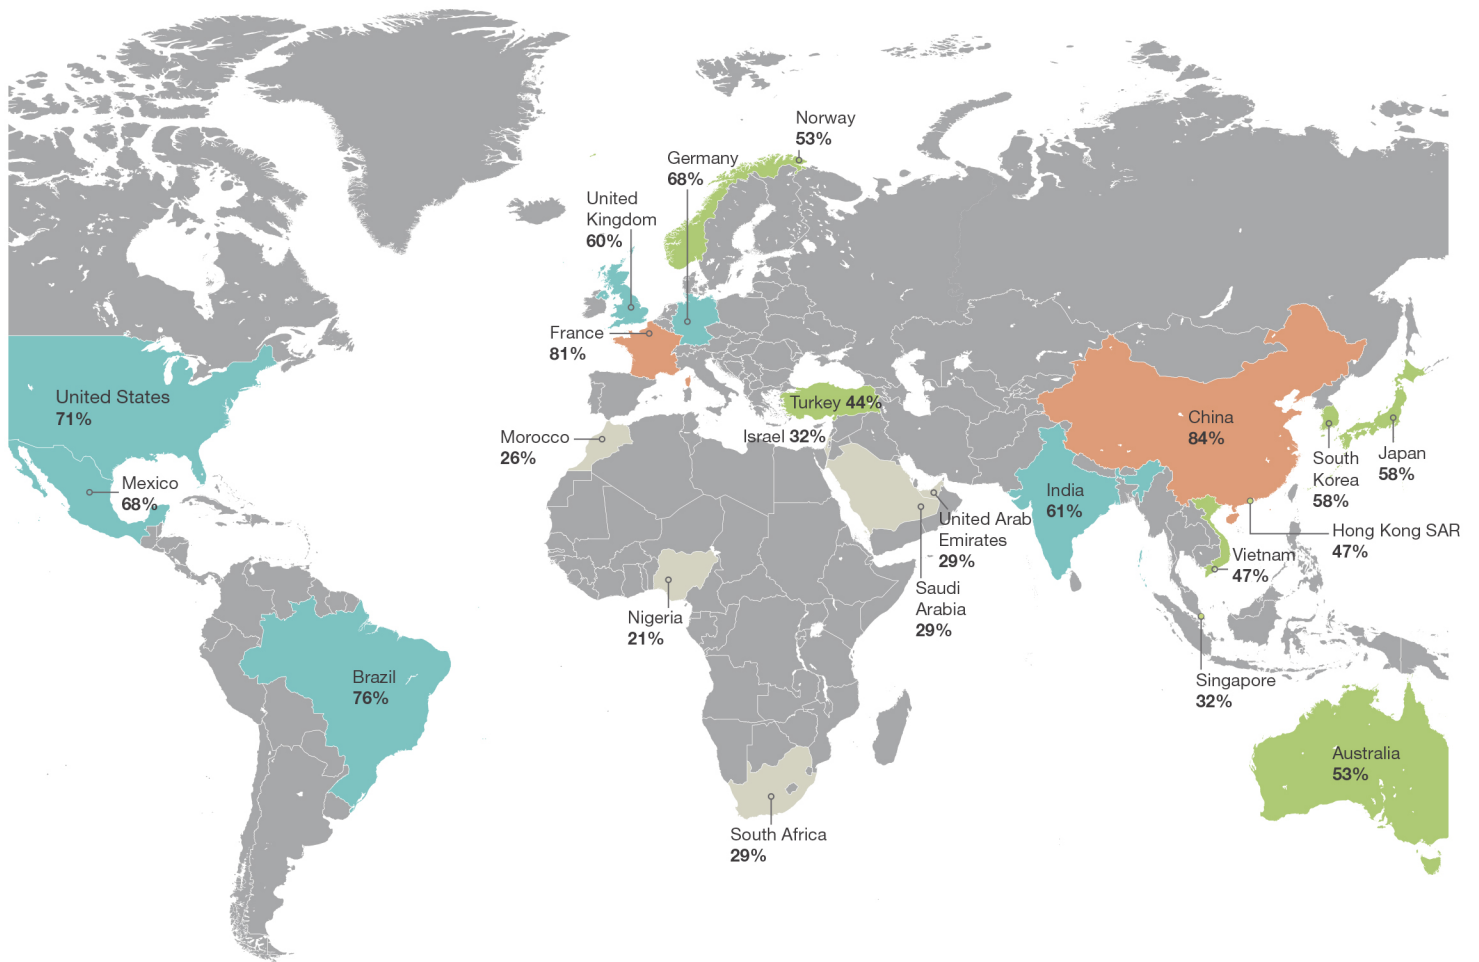 Norway
53%
Germany
68%
United
Kingdom
60%
France
81%
United States
71%
Turkey 44%
China
84%
Morocco
26%
Israel 32%
South
Korea
58%
Japan
58%
Mexico
68%
India
61%
United Arab
Emirates
29%
Hong Kong SAR
47%
Vietnam
47%
Saudi
Arabia
29%
Nigeria
21%
Brazil
76%
Singapore
32%
Australia
53%
South Africa
29%